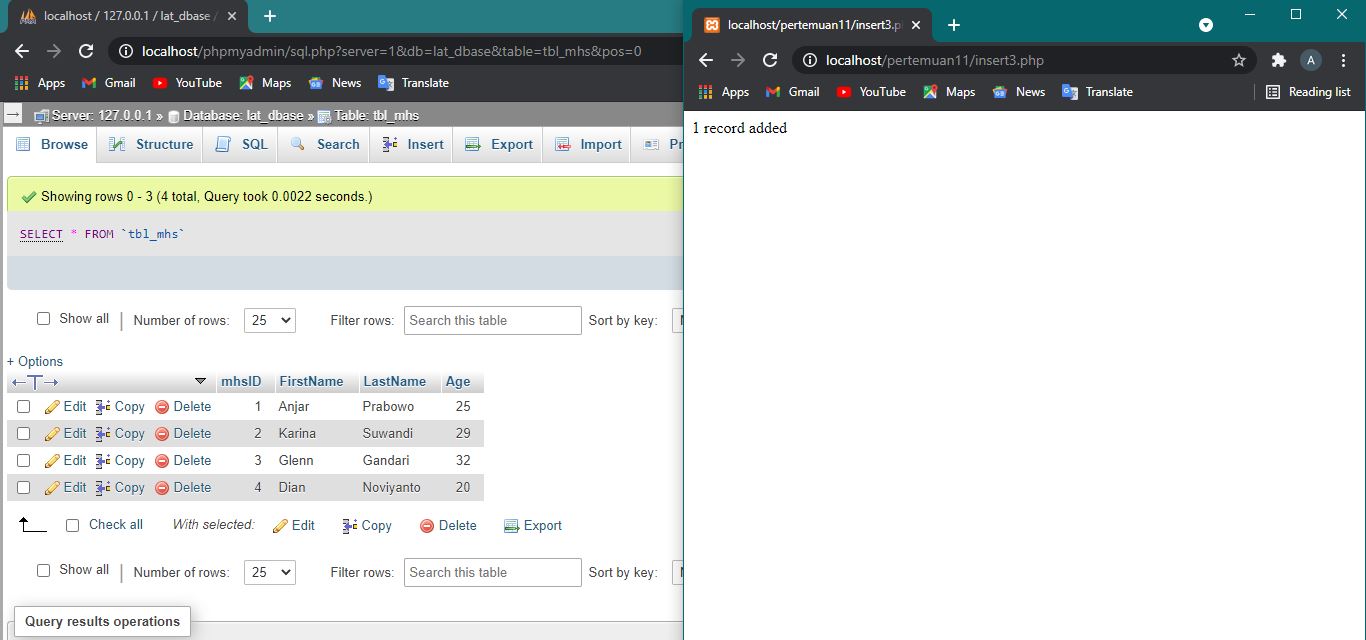 localhost / 127.0.0.1 / lat_dbase /
localhost/phpmyadmin/sql.php?server=1&db=lat_dbase&table=tbl_mhs&pos=0
Apps Gmail YouTube Maps News Translate
Server: 127.0.0.1 » Database: lat_dbase » Table: tbl_mhs
Browse Structure SQL Search Insert Export Import Pr
Showing rows 0 - 3 (4 total, Query took 0.0022 seconds.)
SELECT * FROM `tbl_mhs`
Show all | Number of rows: 25 Filter rows: Search this table Sort by key:
+ Options
←T→ mhsID FirstName LastName Age
Edit Copy Delete 1 Anjar Prabowo 25
Edit Copy Delete 2 Karina Suwandi 29
Edit Copy Delete 3 Glenn Gandari 32
Edit Copy Delete 4 Dian Noviyanto 20
Check all With selected: Edit Copy Delete Export
Show all | Number of rows: 25 Filter rows: Search this table Sort by key:
Query results operations
localhost/pertemuan11/insert3.p
localhost/pertemuan11/insert3.php
A
Apps Gmail YouTube Maps News Translate Reading list
1 record added